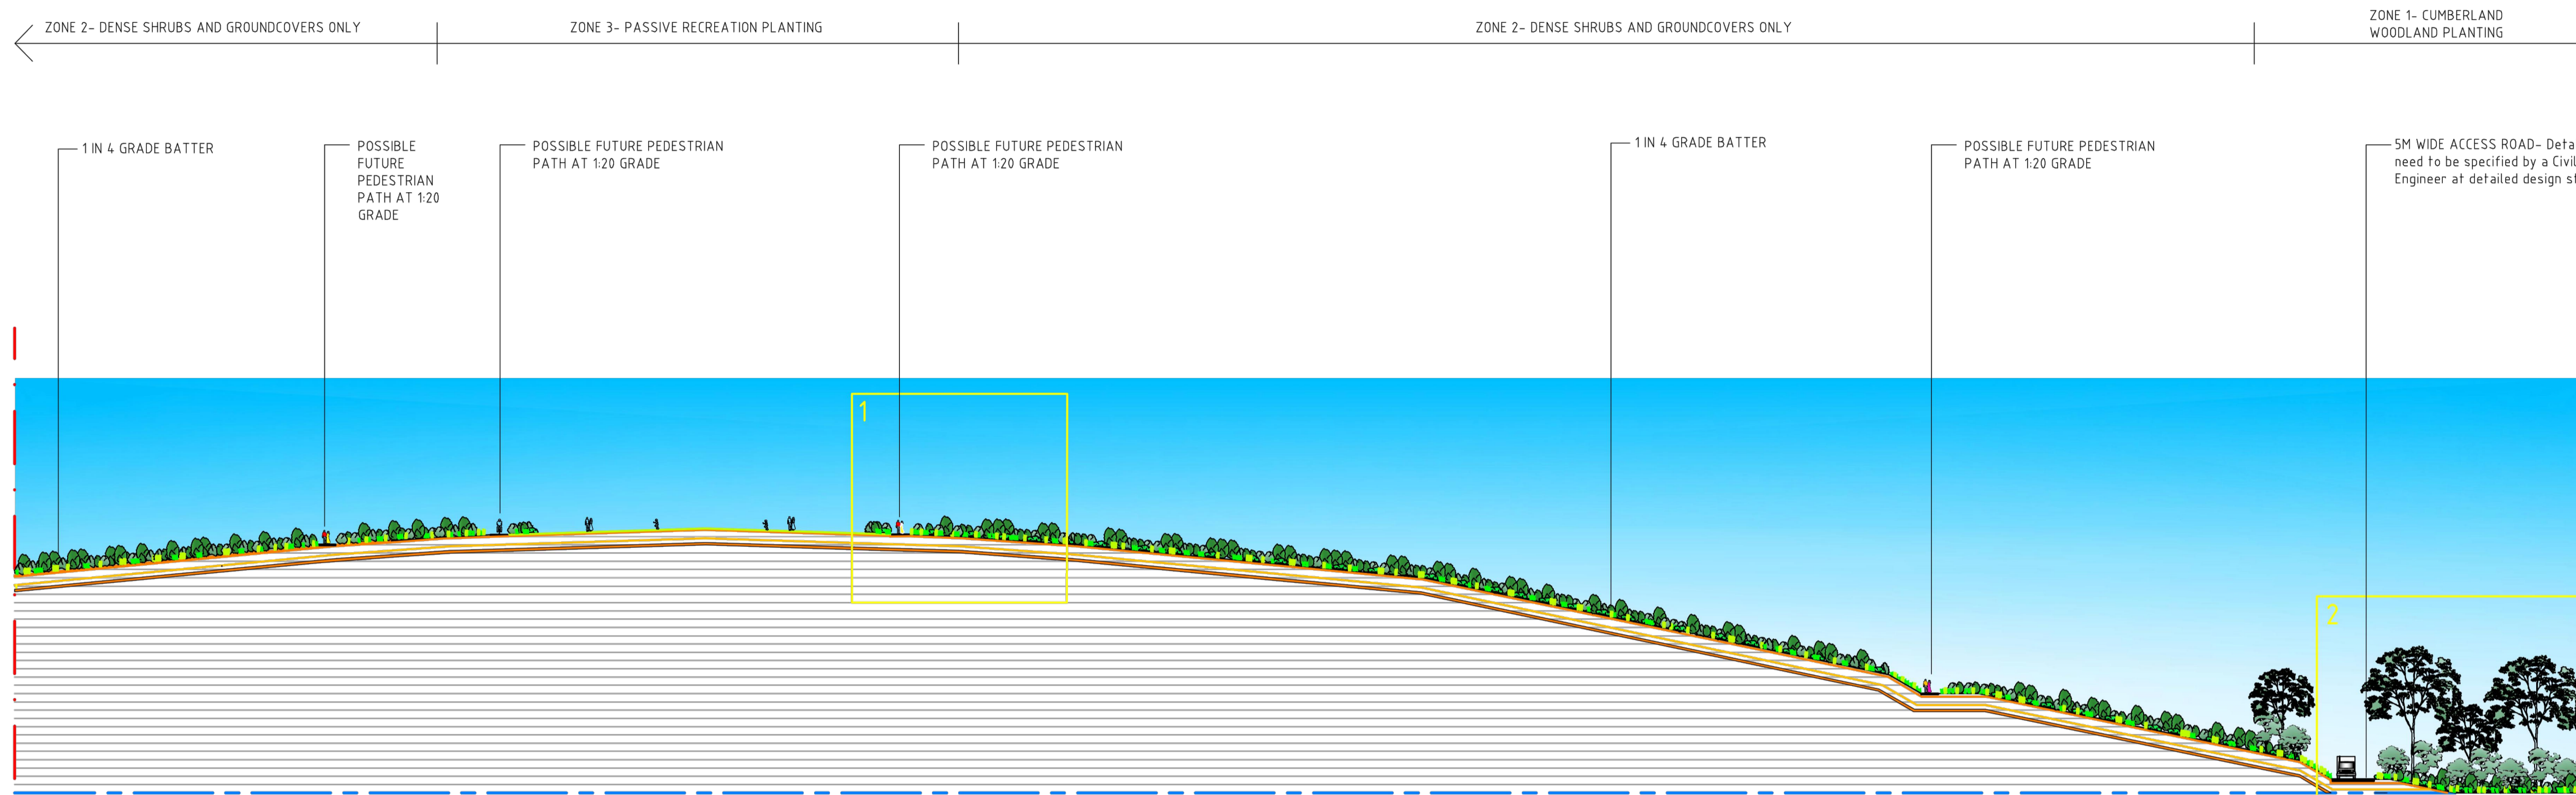 ZONE 2- DENSE SHRUBS AND GROUNDCOVERS ONLY
ZONE 3- PASSIVE RECREATION PLANTING
ZONE 2- DENSE SHRUBS AND GROUNDCOVERS ONLY
ZONE 1- CUMBERLAND
WOODLAND PLANTING
1 IN 4 GRADE BATTER
POSSIBLE
FUTURE
PEDESTRIAN
PATH AT 1:20
GRADE
POSSIBLE FUTURE PEDESTRIAN
PATH AT 1:20 GRADE
POSSIBLE FUTURE PEDESTRIAN
PATH AT 1:20 GRADE
1 IN 4 GRADE BATTER
POSSIBLE FUTURE PEDESTRIAN
PATH AT 1:20 GRADE
5M WIDE ACCESS ROAD- Deta
need to be specified by a Civil
Engineer at detailed design st
1
2